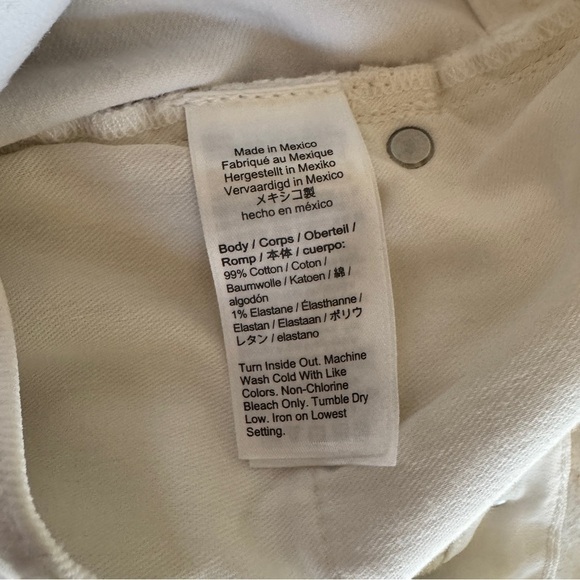 Made in Mexico
Fabriqué au Mexique
Hergestellt in Mexiko
Vervaardigd in Mexico
メキシコ製
hecho en méxico
Body / Corps / Oberteil /
Romp / 本体 / cuerpo:
99% Cotton / Coton /
Baumwolle / Katoen / 綿 /
algodón
1% Elastane / Élasthanne /
Elastan / Elastaan / ポリウ
レタン / elastano
Turn Inside Out. Machine
Wash Cold With Like
Colors. Non-Chlorine
Bleach Only. Tumble Dry
Low. Iron on Lowest
Setting.